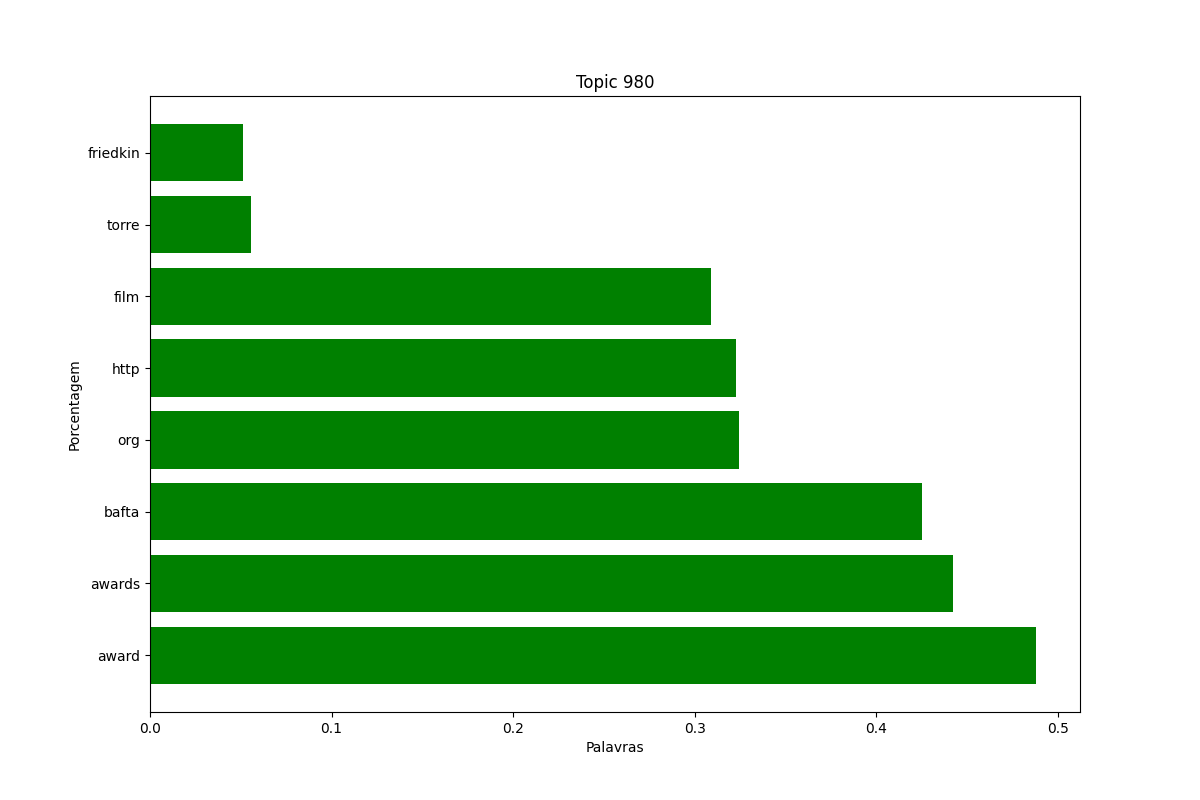 Topic 980
friedkin
torre
film
http
org
bafta
awards
award
Porcentagem
0.0 0.1 0.2 0.3 0.4 0.5
Palavras